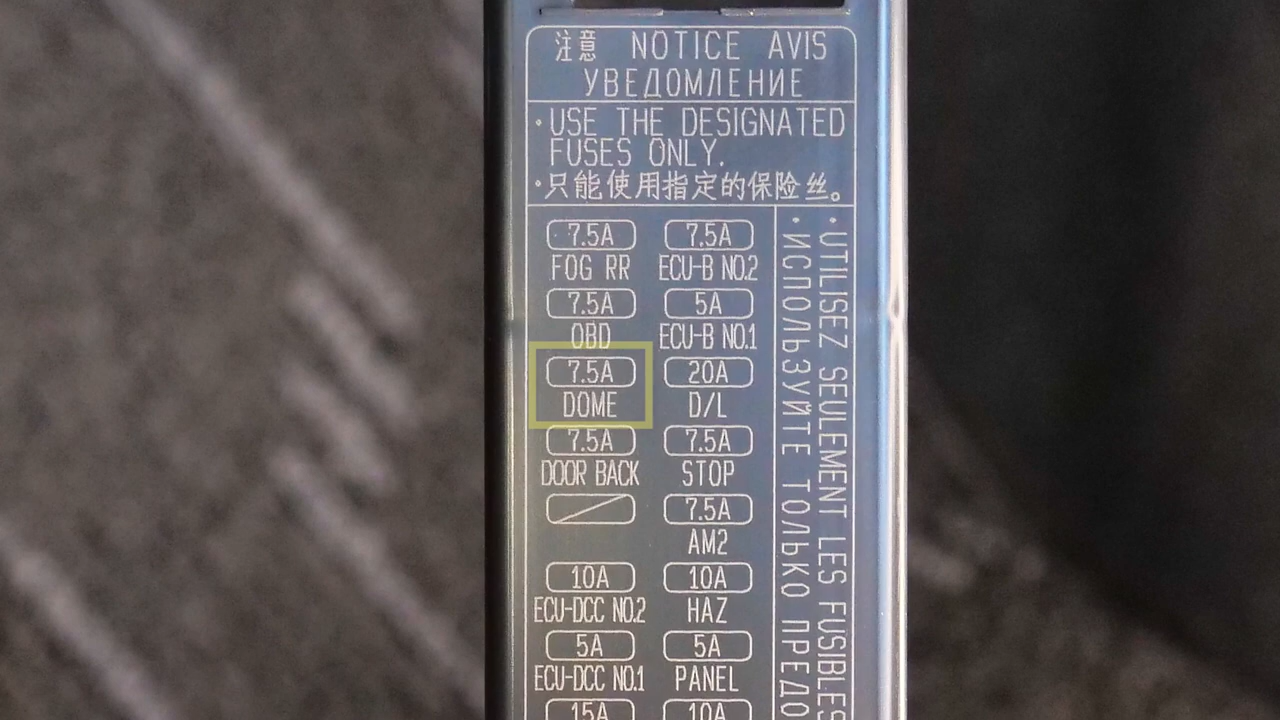 注意 NOTICE AVIS
УВЕДОМЛЕНИЕ
·USE THE DESIGNATED
FUSES ONLY.
·只能使用指定的保险丝。
7.5A 7.5A
FOG RR ECU-B NO.2
7.5A 5A
OBD ECU-B NO.1
7.5A 20A
DOME D/L
7.5A 7.5A
DOOR BACK STOP
7.5A
AM2
10A 10A
ECU-DCC NO.2 HAZ
5A 5A
ECU-DCC NO.1 PANEL
15A 10A
·UTILISEZ SEULEMENT LES FUSIBLES
·ИСПОЛЬЗУЙТЕ ТОЛЬКО ПРЕДО